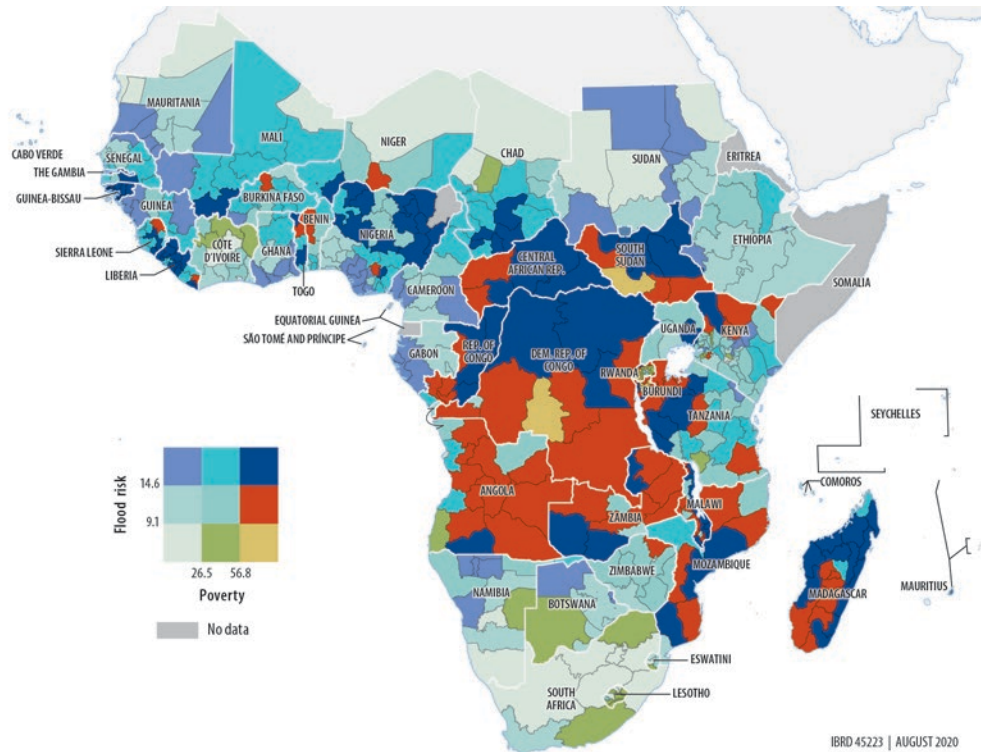 MAURITANIA
MALI
NIGER
CHAD
SUDAN
ERITREA
CABO VERDE
SENEGAL
THE GAMBIA
GUINEA-BISSAU
GUINEA
BURKINA FASO
BENIN
NIGERIA
ETHIOPIA
SIERRA LEONE
CÔTE
D'IVOIRE
GHANA
SOUTH
SUDAN
CENTRAL
AFRICAN REP.
LIBERIA
TOGO
CAMEROON
SOMALIA
EQUATORIAL GUINEA
SÃO TOMÉ AND PRÍNCIPE
UGANDA
KENYA
GABON
REP. OF
CONGO
DEM. REP. OF
CONGO
RWANDA
BURUNDI
TANZANIA
SEYCHELLES
COMOROS
ANGOLA
MALAWI
ZAMBIA
MOZAMBIQUE
ZIMBABWE
MADAGASCAR
MAURITIUS
NAMIBIA
BOTSWANA
ESWATINI
SOUTH
AFRICA
LESOTHO
Flood risk
14.6
9.1
26.5 56.8
Poverty
No data
IBRD 45223 | AUGUST 2020